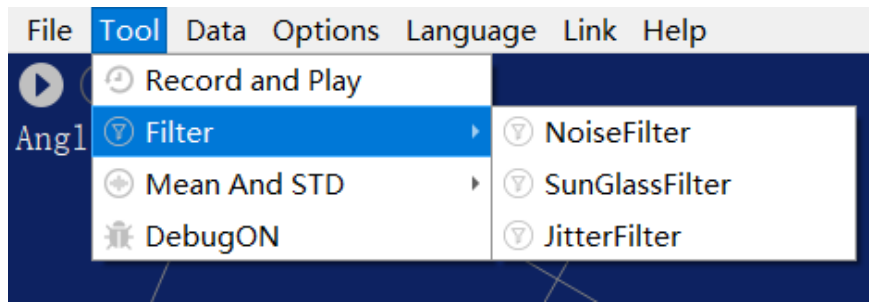 File Tool Data Options Language Link Help
Record and Play
Angl
Filter
NoiseFilter
Mean And STD
SunGlassFilter
DebugON
JitterFilter